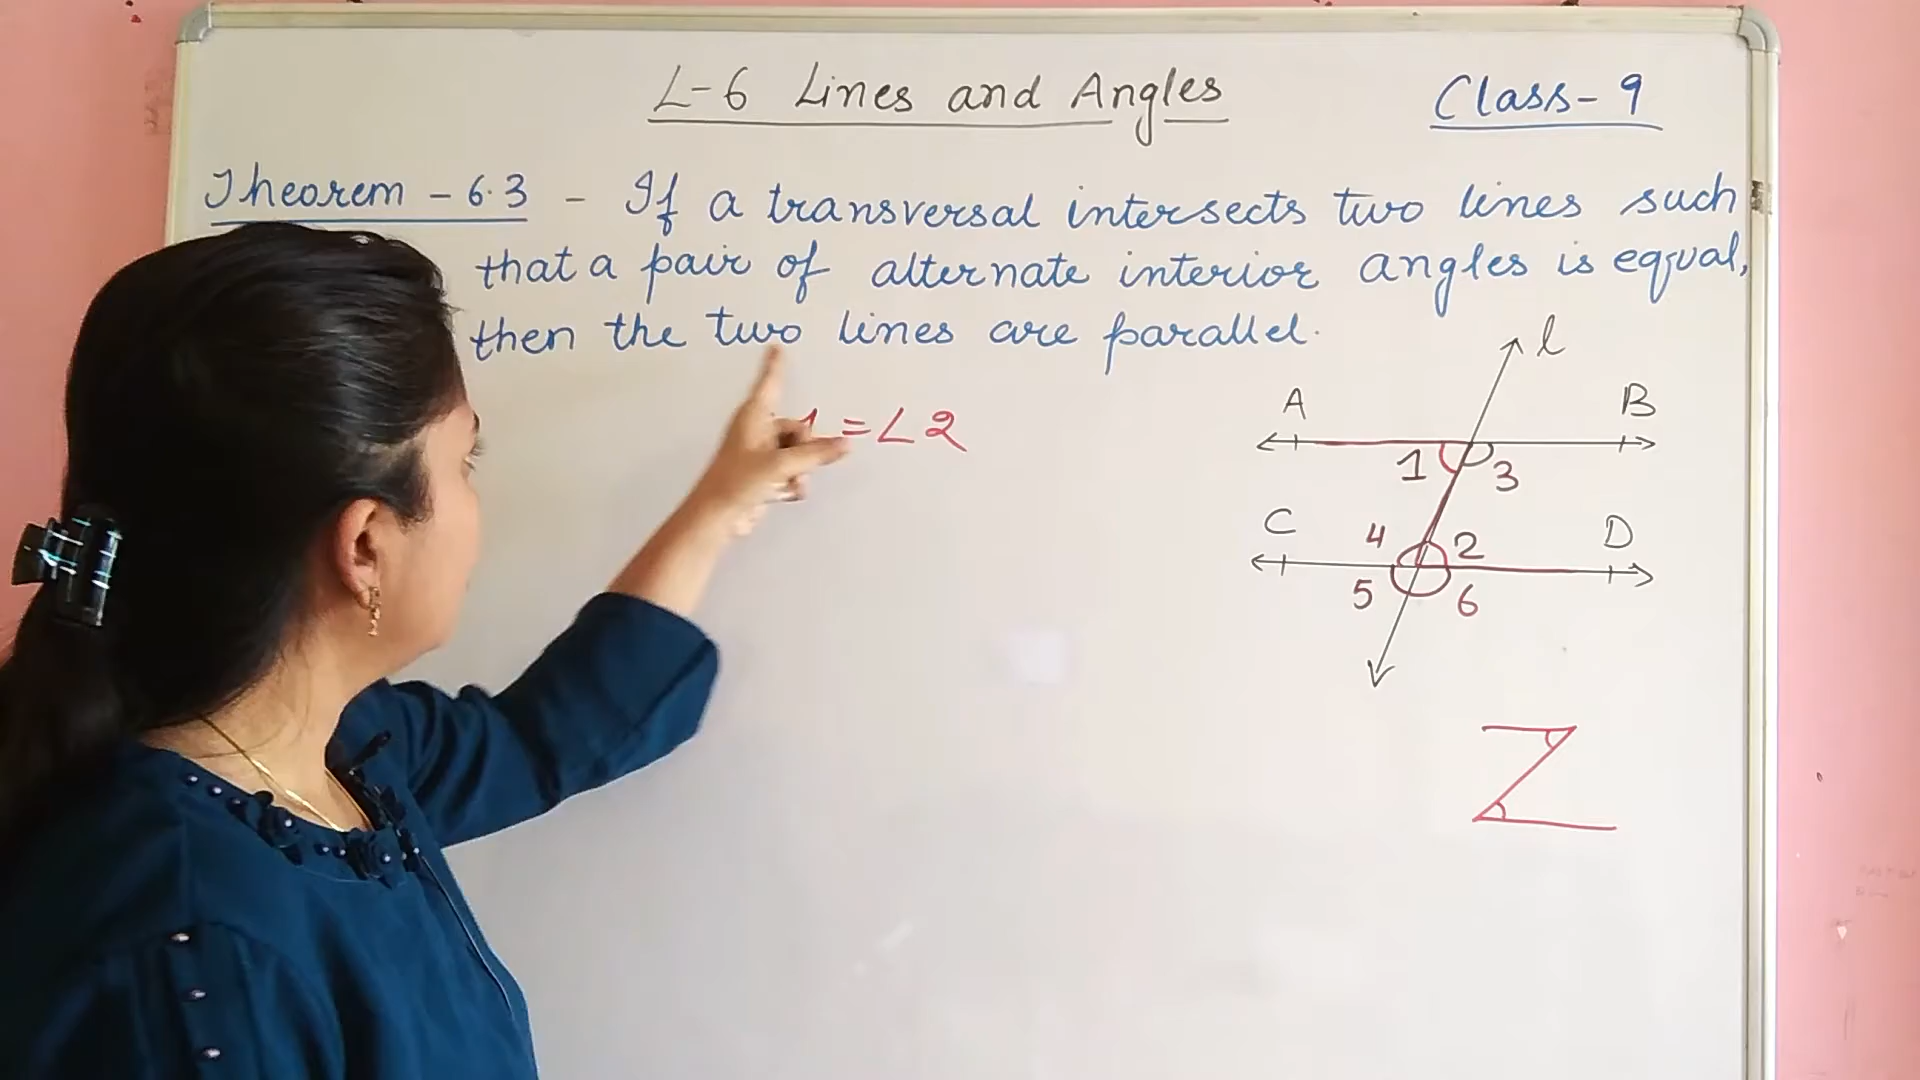 L-6 Lines and Angles
Class-9
Theorem - 6.3 - If a transversal intersects two lines such
that a pair of alternate interior angles is equal,
then the two lines are parallel.
1 = ∠2
l
A B
1 3
C 4 2 D
5 6